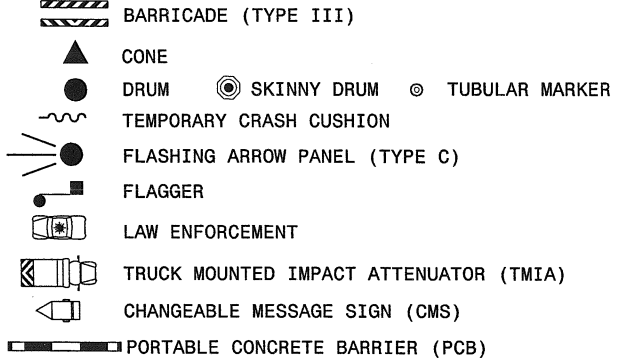 BARRICADE (TYPE III)
CONE
DRUM SKINNY DRUM TUBULAR MARKER
TEMPORARY CRASH CUSHION
FLASHING ARROW PANEL (TYPE C)
FLAGGER
LAW ENFORCEMENT
TRUCK MOUNTED IMPACT ATTENUATOR (TMIA)
CHANGEABLE MESSAGE SIGN (CMS)
PORTABLE CONCRETE BARRIER (PCB)